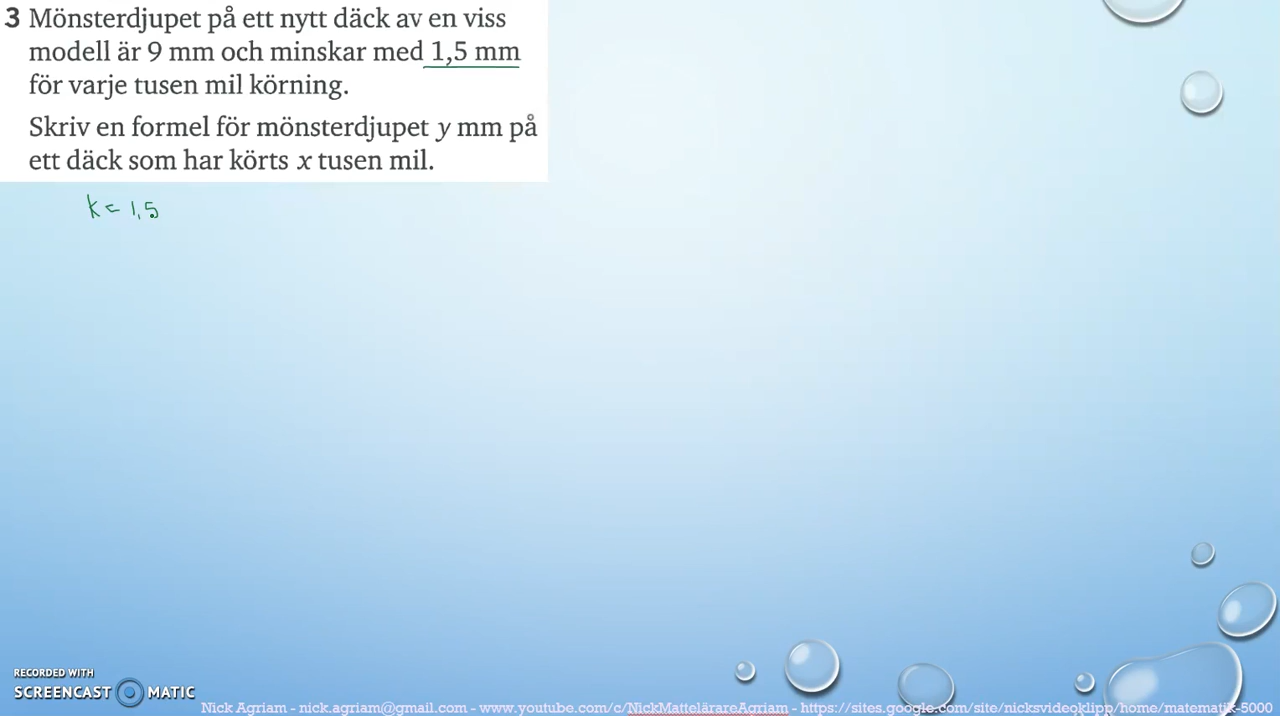 3 Mönsterdjupet på ett nytt däck av en viss
modell är 9 mm och minskar med 1,5 mm
för varje tusen mil körning.
Skriv en formel för mönsterdjupet y mm på
ett däck som har körts x tusen mil.
k = 1,5
RECORDED WITH
SCREENCAST MATIC
Nick Agriam - nick.agriam@gmail.com - www.youtube.com/c/NickMattelärareAgriam - https://sites.google.com/site/nicksvideoklipp/home/matematik-5000